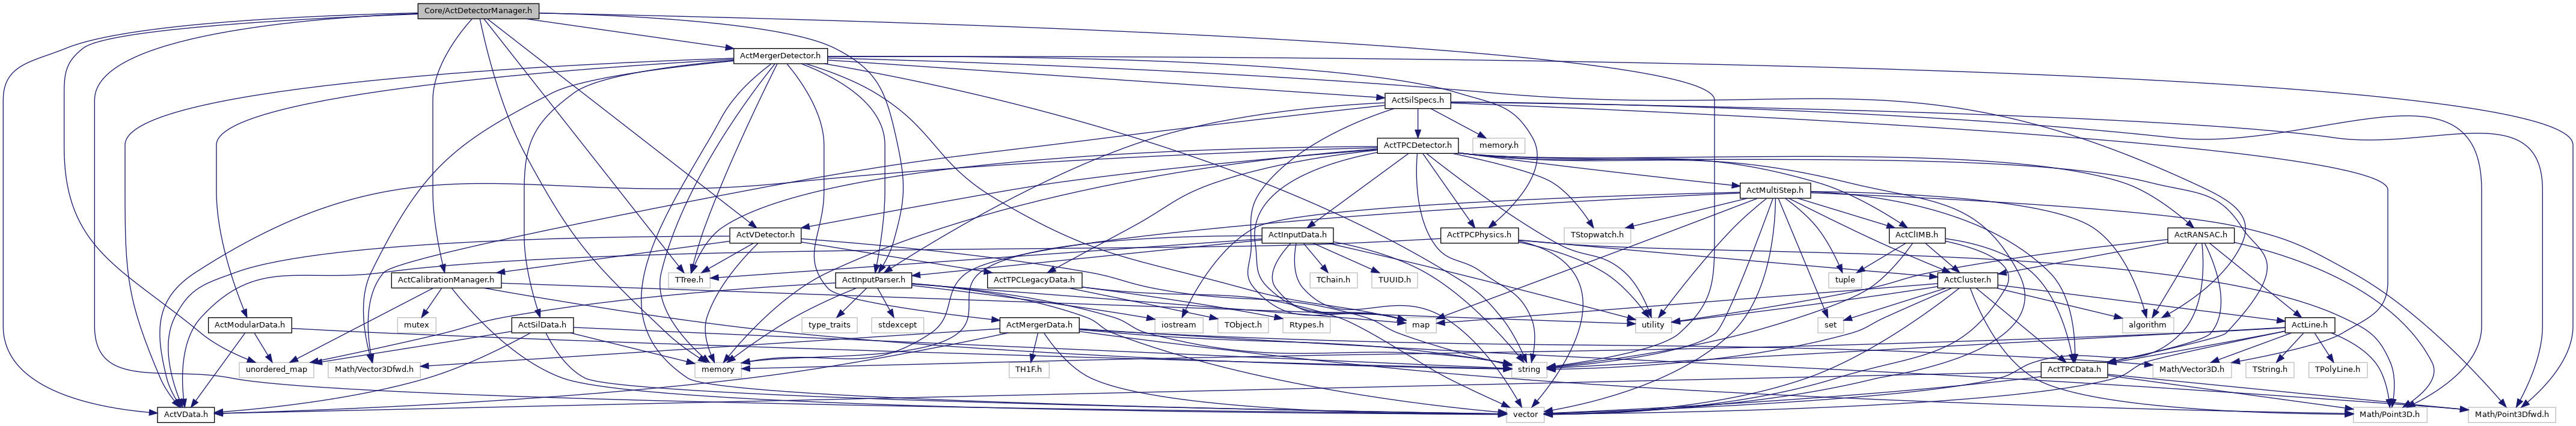 Core/ActDetectorManager.h
ActMergerDetector.h
ActSilSpecs.h
ActTPCDetector.h
memory.h
ActMultiStep.h
ActVDetector.h
ActInputData.h
ActTPCPhysics.h
TStopwatch.h
ActClIMB.h
ActRANSAC.h
ActCalibrationManager.h
TTree.h
ActInputParser.h
ActTPCLegacyData.h
TChain.h
TUUID.h
tuple
ActCluster.h
ActModularData.h
mutex
ActSilData.h
type_traits
stdexcept
ActMergerData.h
iostream
TObject.h
Rtypes.h
map
utility
set
algorithm
ActLine.h
unordered_map
Math/Vector3Dfwd.h
memory
TH1F.h
string
ActTPCData.h
Math/Vector3D.h
TString.h
TPolyLine.h
ActVData.h
vector
Math/Point3D.h
Math/Point3Dfwd.h